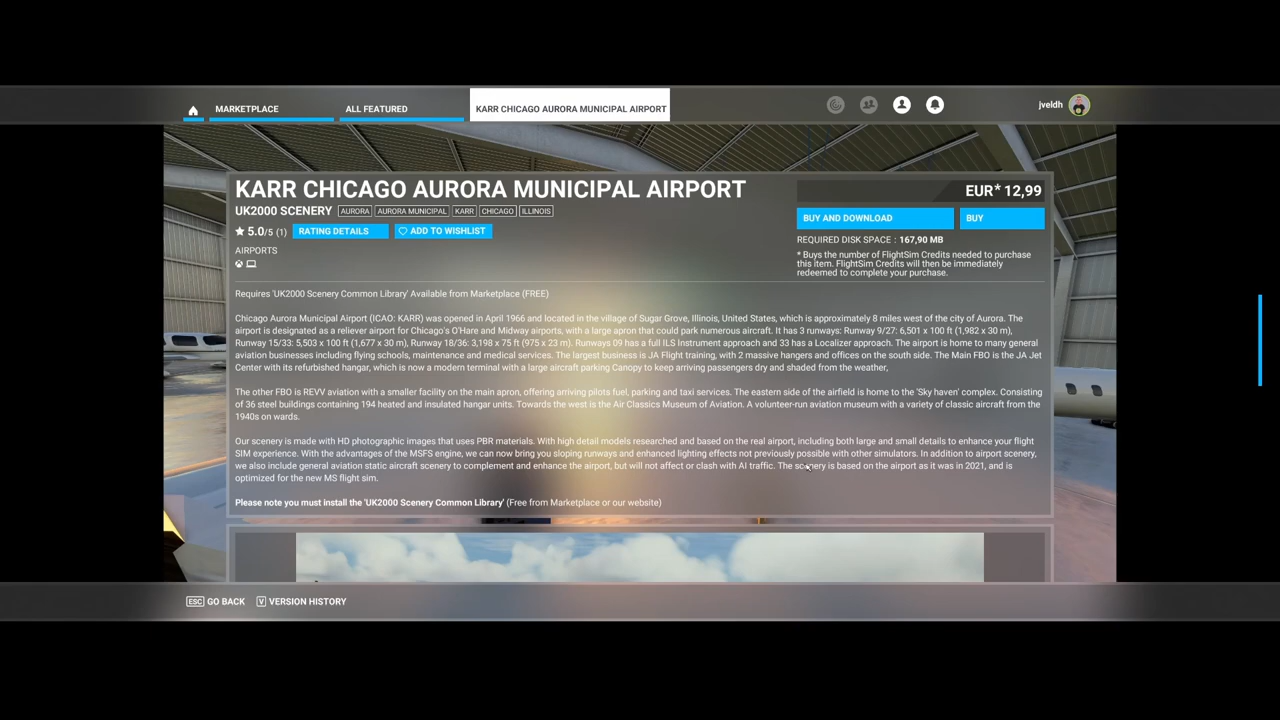 MARKETPLACE
ALL FEATURED
KARR CHICAGO AURORA MUNICIPAL AIRPORT
jveldh
KARR CHICAGO AURORA MUNICIPAL AIRPORT
EUR* 12,99
UK2000 SCENERY AURORA AURORA MUNICIPAL KARR CHICAGO ILLINOIS
BUY AND DOWNLOAD
BUY
5.0/5 (1) RATING DETAILS ADD TO WISHLIST
REQUIRED DISK SPACE : 167,90 MB
AIRPORTS
* Buys the number of FlightSim Credits needed to purchase
this item. FlightSim Credits will then be immediately
redeemed to complete your purchase.
Requires 'UK2000 Scenery Common Library' Available from Marketplace (FREE)
Chicago Aurora Municipal Airport (ICAO: KARR) was opened in April 1966 and located in the village of Sugar Grove, Illinois, United States, which is approximately 8 miles west of the city of Aurora. The
airport is designated as a reliever airport for Chicago's O'Hare and Midway airports, with a large apron that could park numerous aircraft. It has 3 runways: Runway 9/27: 6,501 x 100 ft (1,982 x 30 m),
Runway 15/33: 5,503 x 100 ft (1,677 x 30 m), Runway 18/36: 3,198 x 75 ft (975 x 23 m). Runways 09 has a full ILS Instrument approach and 33 has a Localizer approach. The airport is home to many general
aviation businesses including flying schools, maintenance and medical services. The largest business is JA Flight training, with 2 massive hangers and offices on the south side. The Main FBO is the JA Jet
Center with its refurbished hangar, which is now a modern terminal with a large aircraft parking Canopy to keep arriving passengers dry and shaded from the weather,
The other FBO is REVV aviation with a smaller facility on the main apron, offering arriving pilots fuel, parking and taxi services. The eastern side of the airfield is home to the 'Sky haven' complex. Consisting
of 36 steel buildings containing 194 heated and insulated hangar units. Towards the west is the Air Classics Museum of Aviation. A volunteer-run aviation museum with a variety of classic aircraft from the
1940s on wards.
Our scenery is made with HD photographic images that uses PBR materials. With high detail models researched and based on the real airport, including both large and small details to enhance your flight
SIM experience. With the advantages of the MSFS engine, we can now bring you sloping runways and enhanced lighting effects not previously possible with other simulators. In addition to airport scenery,
we also include general aviation static aircraft scenery to complement and enhance the airport, but will not affect or clash with AI traffic. The scenery is based on the airport as it was in 2021, and is
optimized for the new MS flight sim.
Please note you must install the 'UK2000 Scenery Common Library' (Free from Marketplace or our website)
ESC GO BACK V VERSION HISTORY